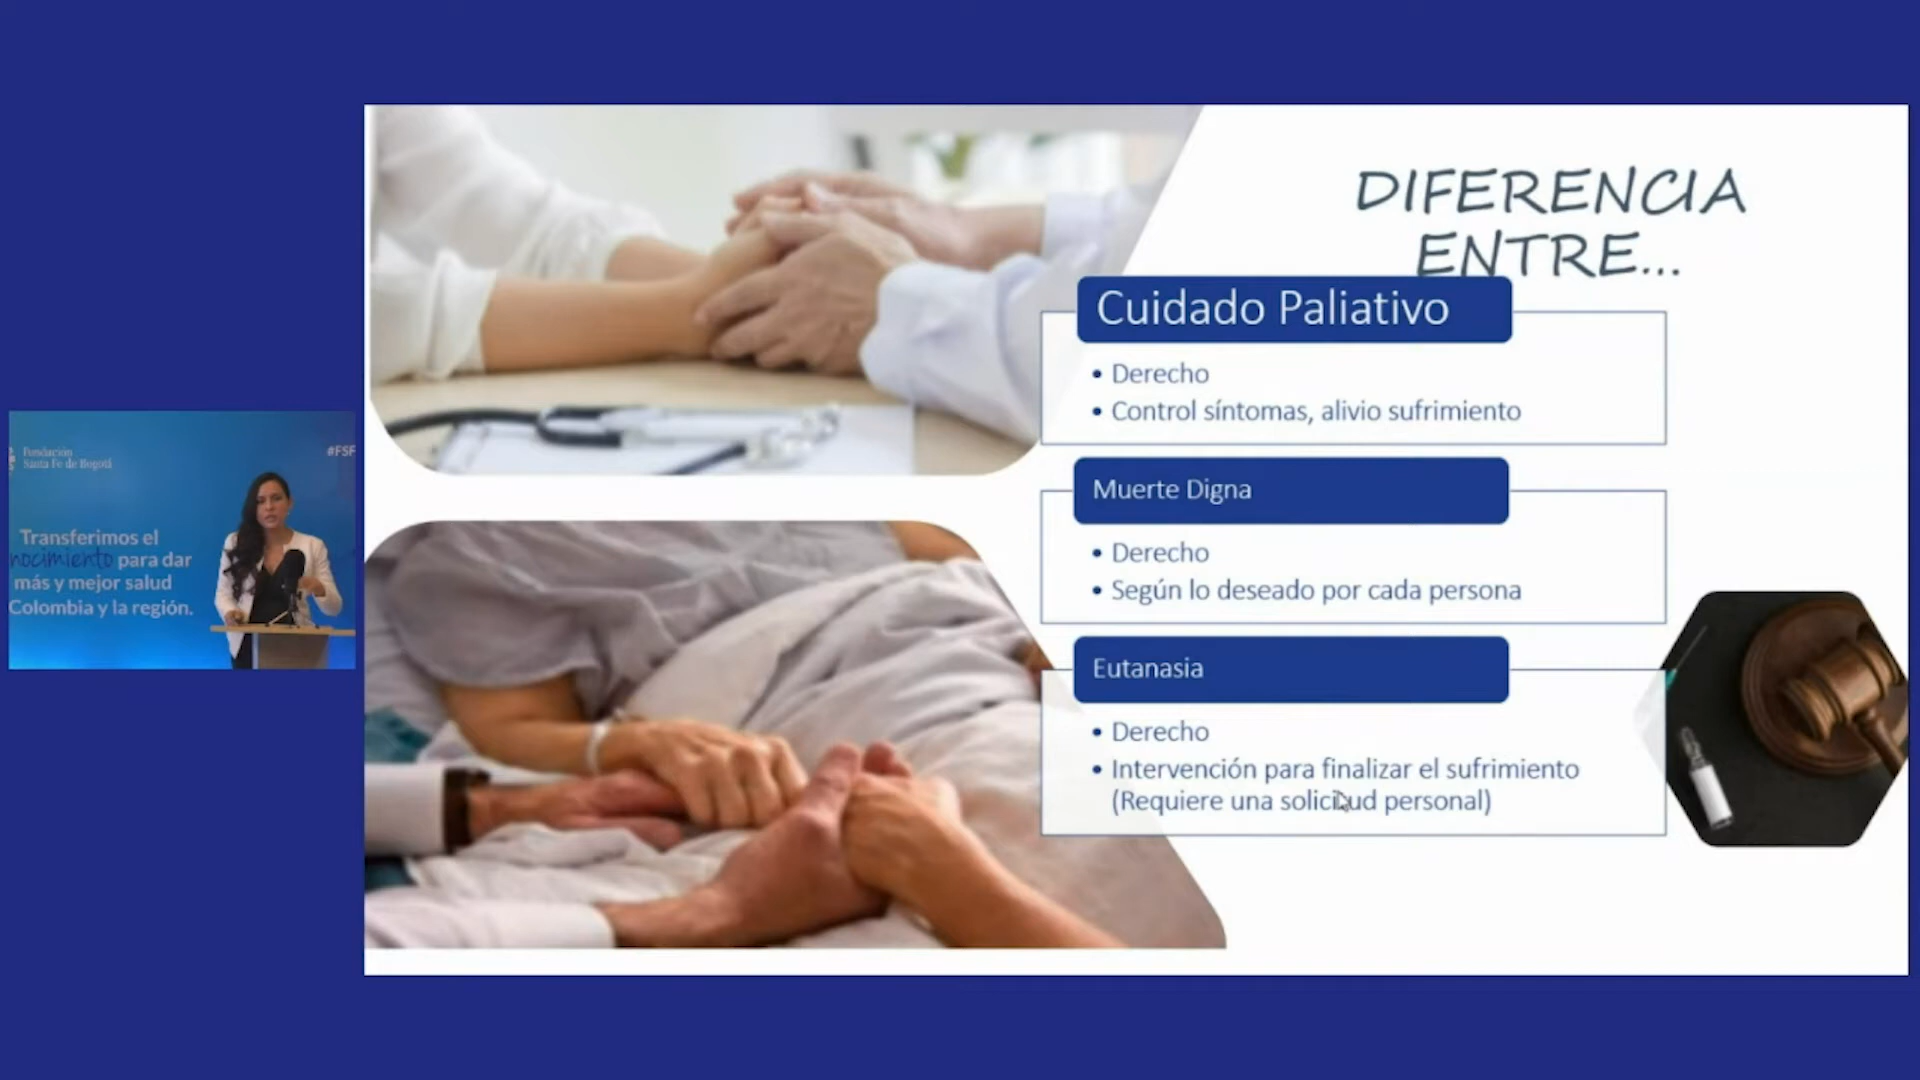 Fundación
Santa Fe de Bogotá
#FSF
Transferimos el
nocimiento para dar
más y mejor salud
Colombia y la región.
DIFERENCIA
ENTRE...
Cuidado Paliativo
• Derecho
• Control síntomas, alivio sufrimiento
Muerte Digna
• Derecho
• Según lo deseado por cada persona
Eutanasia
• Derecho
• Intervención para finalizar el sufrimiento
(Requiere una solicitud personal)